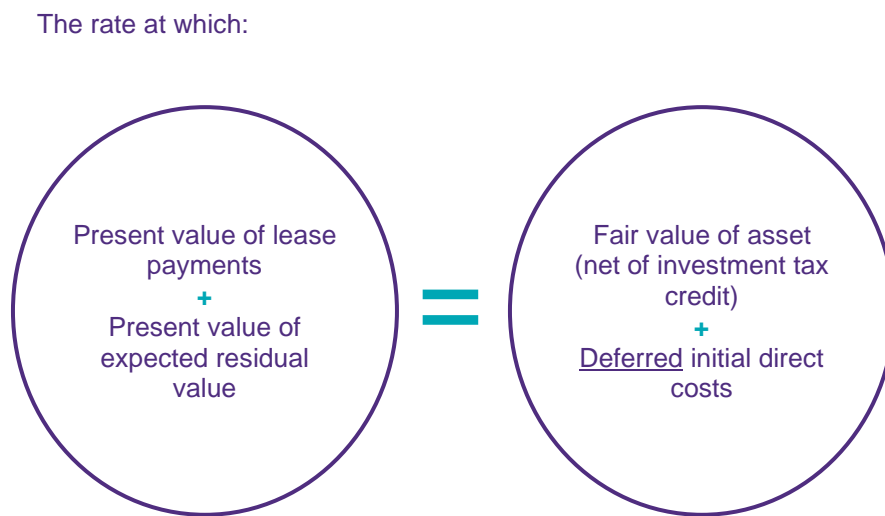 The rate at which:
Present value of lease
payments
+
Present value of
expected residual
value
=
Fair value of asset
(net of investment tax
credit)
+
Deferred initial direct
costs